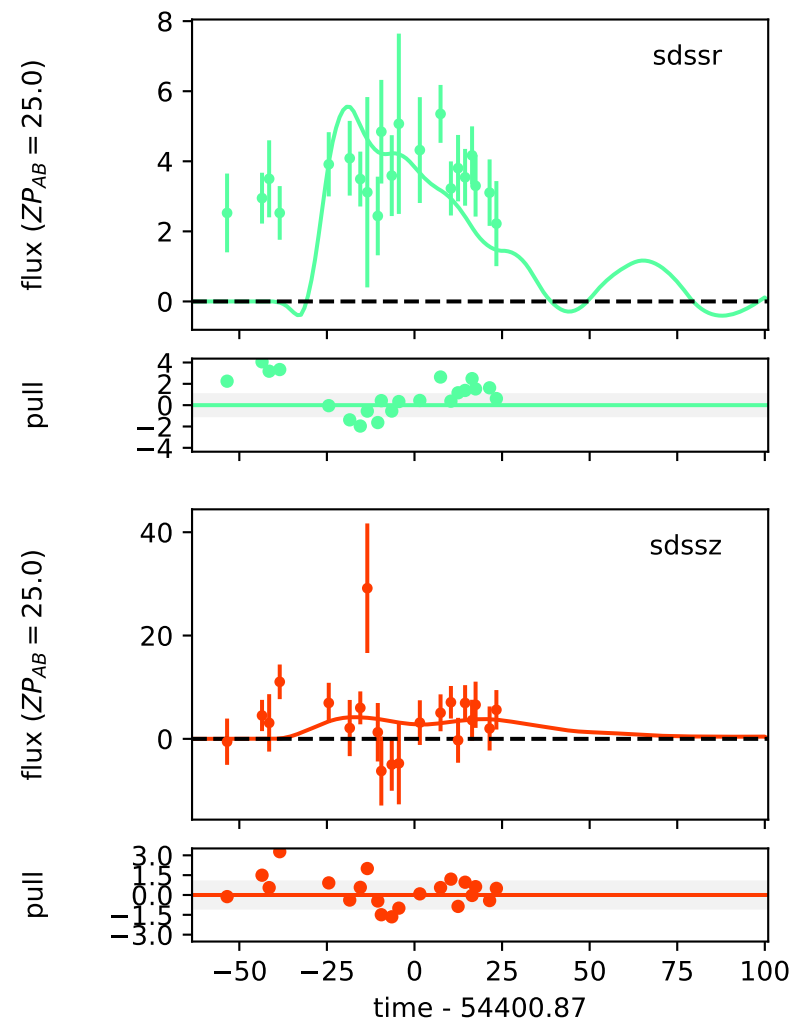 8
sdssr
6
4
2
0
flux (ZP_AB = 25.0)
4
2
0
−2
−4
pull
40
sdssz
20
0
flux (ZP_AB = 25.0)
3.0
1.5
0.0
−1.5
−3.0
pull
−50 −25 0 25 50 75 100
time - 54400.87